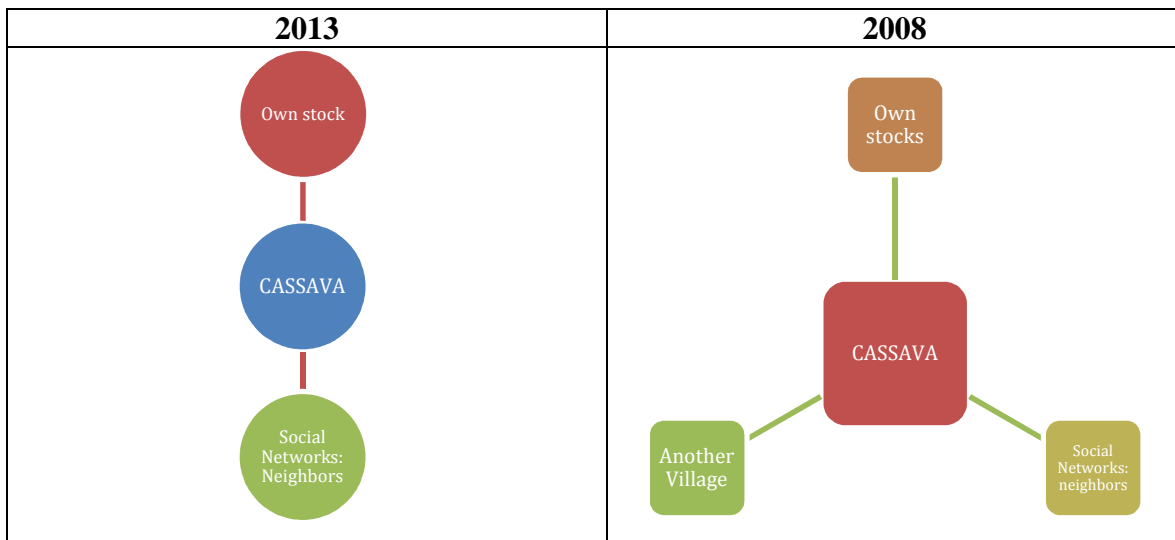 2013
2008
Own stock
CASSAVA
Social
Networks:
Neighbors
Own
stocks
CASSAVA
Another
Village
Social
Networks:
neighbors